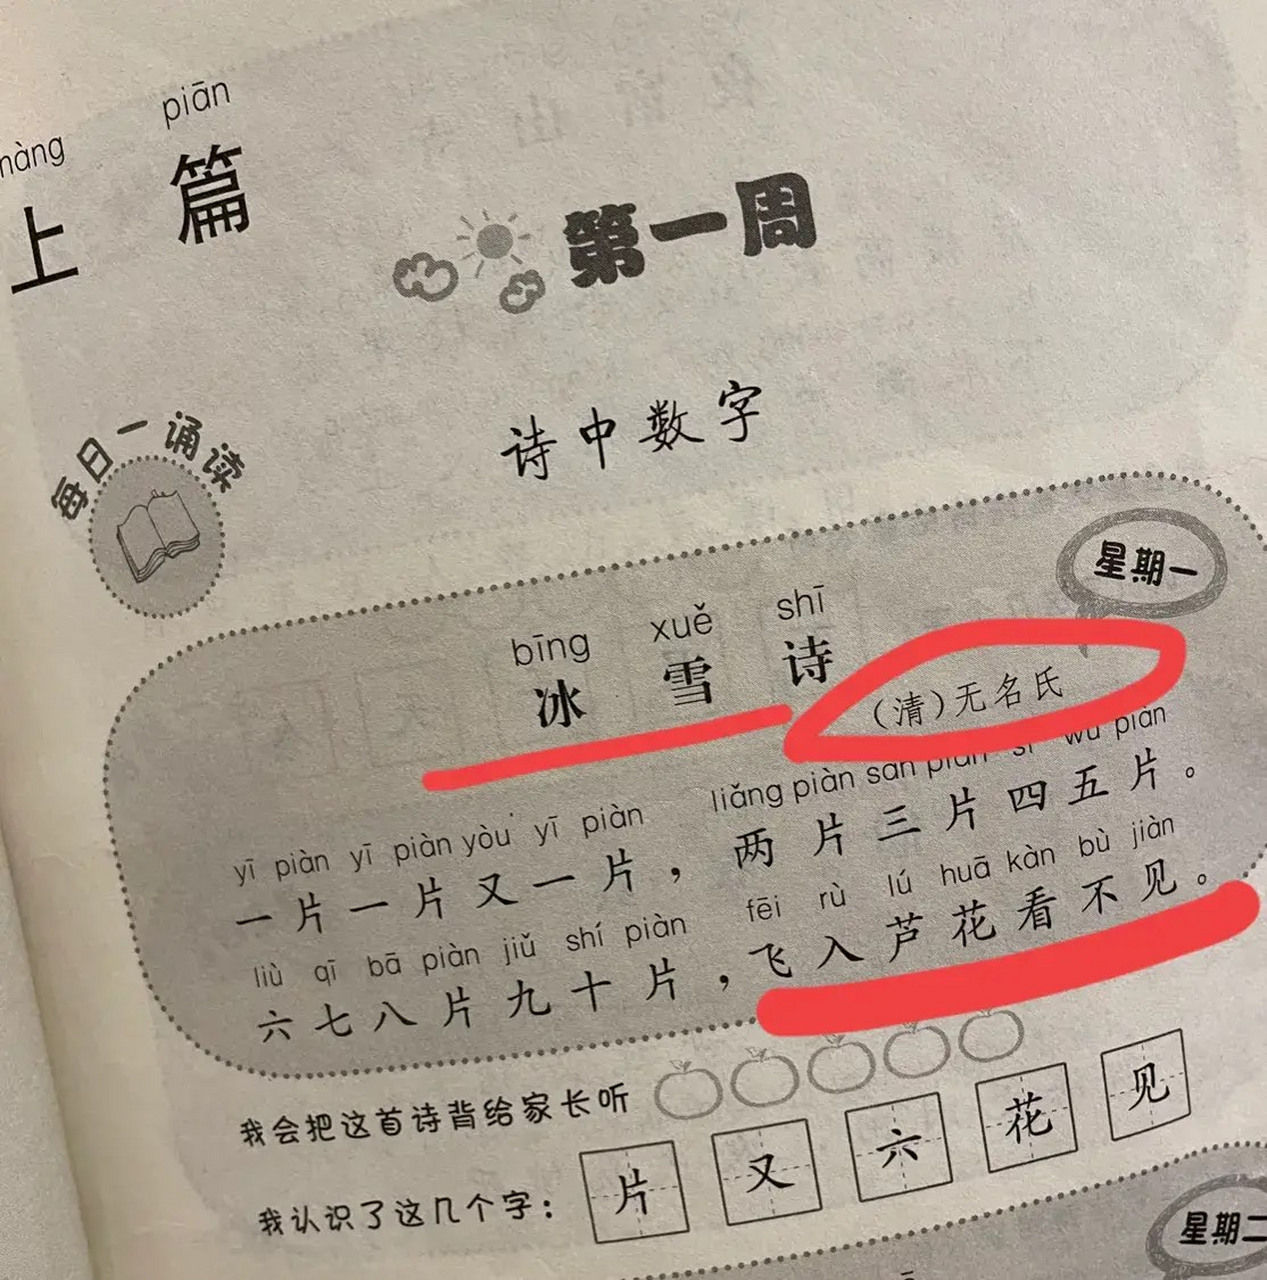 piān
上 篇
第一周
诗中数字
每日一诵读
星期一
bīng xuě shī
冰 雪 诗
（清）无名氏
yī piàn yī piàn yòu yī piàn liǎng piàn sān piàn sì wǔ piàn
一片一片又一片，两片三片四五片。
liù qī bā piàn jiǔ shí piàn fēi rù lú huā kàn bù jiàn
六七八片九十片，飞入芦花看不见。
我会把这首诗背给家长听
我认识了这几个字：片 又 六 花 见
星期二